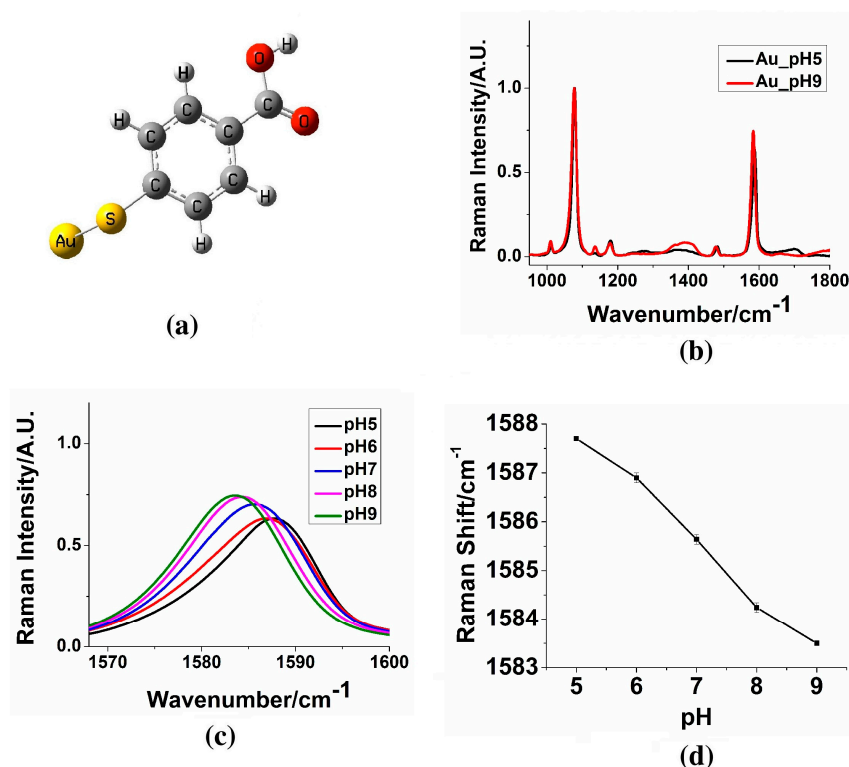 H
O
H
C
C
O
H
C
C
C
C
H
C
S
H
Au
(a)
Raman Intensity/A.U.
1.0
0.5
0.0
Au_pH5
Au_pH9
1000
1200
1400
1600
1800
Wavenumber/cm-1
(b)
Raman Intensity/A.U.
1.0
0.5
0.0
pH5
pH6
pH7
pH8
pH9
1570
1580
1590
1600
Wavenumber/cm-1
(c)
Raman Shift/cm-1
1588
1587
1586
1585
1584
1583
5
6
7
8
9
pH
(d)